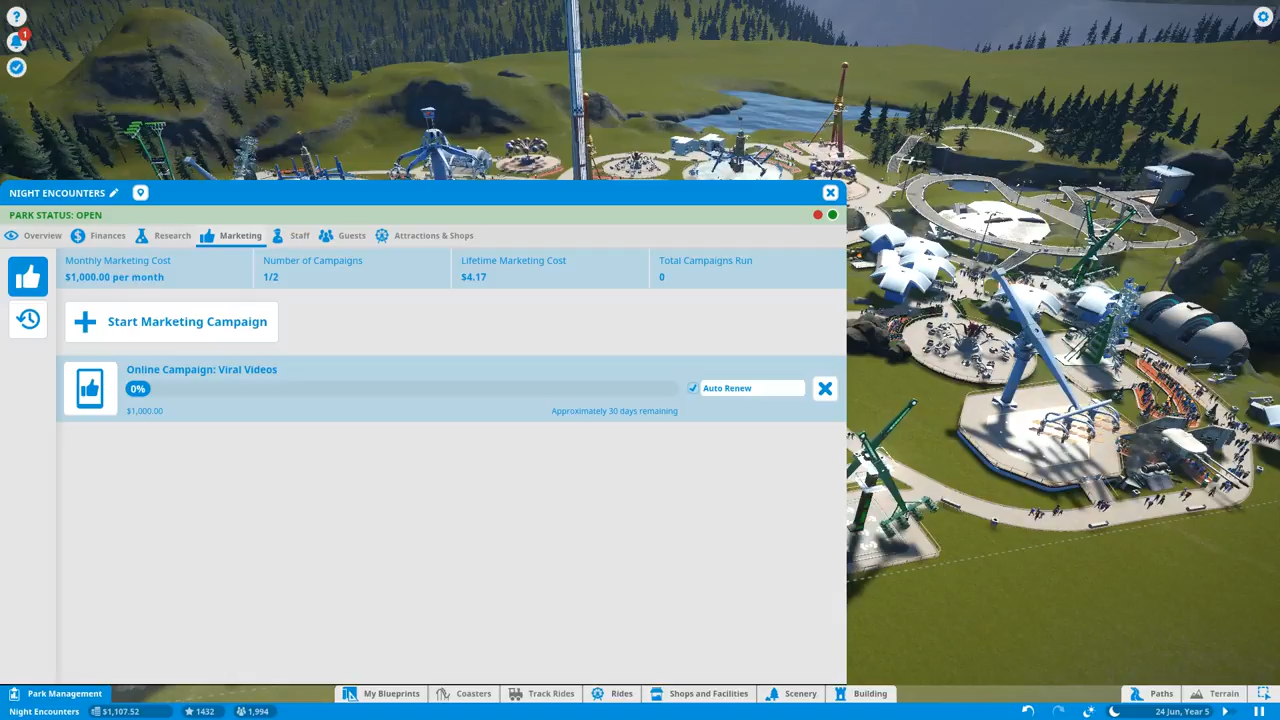 ?
1
NIGHT ENCOUNTERS
PARK STATUS: OPEN
Overview Finances Research Marketing Staff Guests Attractions & Shops
Monthly Marketing Cost Number of Campaigns Lifetime Marketing Cost Total Campaigns Run
$1,000.00 per month 1/2 $4.17 0
Start Marketing Campaign
Online Campaign: Viral Videos
0% Auto Renew
$1,000.00 Approximately 30 days remaining
Park Management My Blueprints Coasters Track Rides Rides Shops and Facilities Scenery Building Paths Terrain
Night Encounters $1,107.52 1432 1,994 24 Jun, Year 5